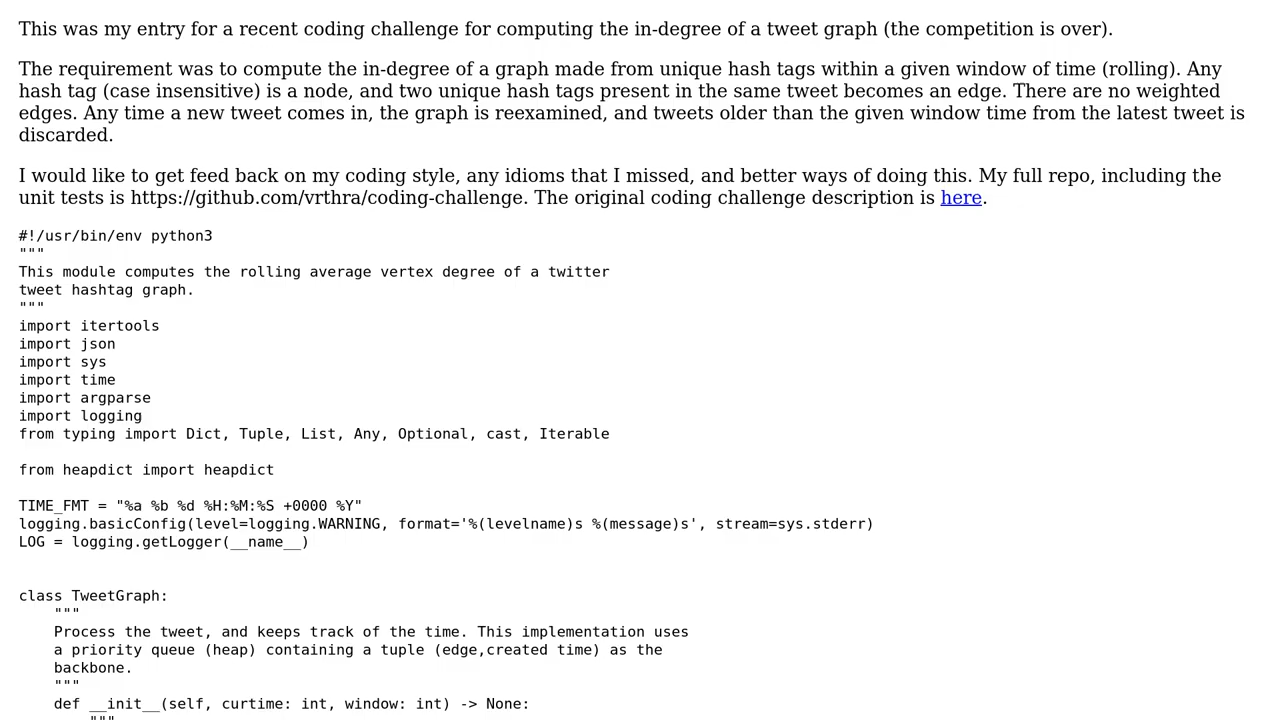 This was my entry for a recent coding challenge for computing the in-degree of a tweet graph (the competition is over).
The requirement was to compute the in-degree of a graph made from unique hash tags within a given window of time (rolling). Any
hash tag (case insensitive) is a node, and two unique hash tags present in the same tweet becomes an edge. There are no weighted
edges. Any time a new tweet comes in, the graph is reexamined, and tweets older than the given window time from the latest tweet is
discarded.
I would like to get feed back on my coding style, any idioms that I missed, and better ways of doing this. My full repo, including the
unit tests is https://github.com/vrthra/coding-challenge. The original coding challenge description is here.
#!/usr/bin/env python3
"""
This module computes the rolling average vertex degree of a twitter
tweet hashtag graph.
"""
import itertools
import json
import sys
import time
import argparse
import logging
from typing import Dict, Tuple, List, Any, Optional, cast, Iterable
from heapdict import heapdict
TIME_FMT = "%a %b %d %H:%M:%S +0000 %Y"
logging.basicConfig(level=logging.WARNING, format='%(levelname)s %(message)s', stream=sys.stderr)
LOG = logging.getLogger(__name__)
class TweetGraph:
    """
    Process the tweet, and keeps track of the time. This implementation uses
    a priority queue (heap) containing a tuple (edge,created time) as the
    backbone.
    """
    def __init__(self, curtime: int, window: int) -> None:
        """